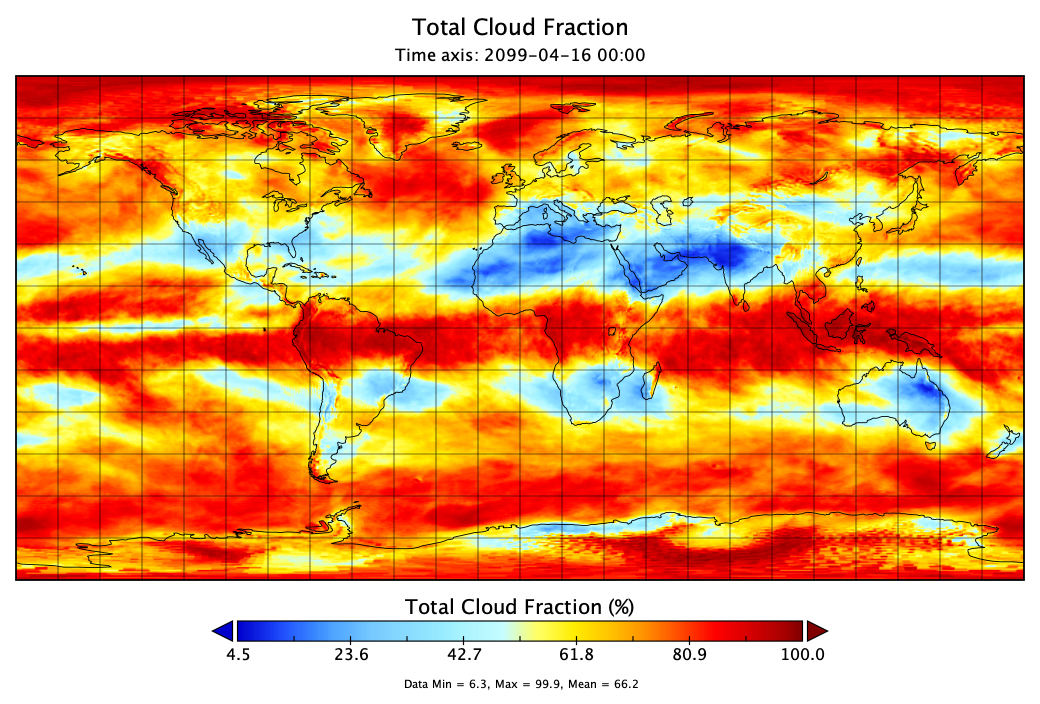 Total Cloud Fraction
Time axis: 2099-04-16 00:00
Total Cloud Fraction (%)
4.5 23.6 42.7 61.8 80.9 100.0
Data Min = 6.3, Max = 99.9, Mean = 66.2